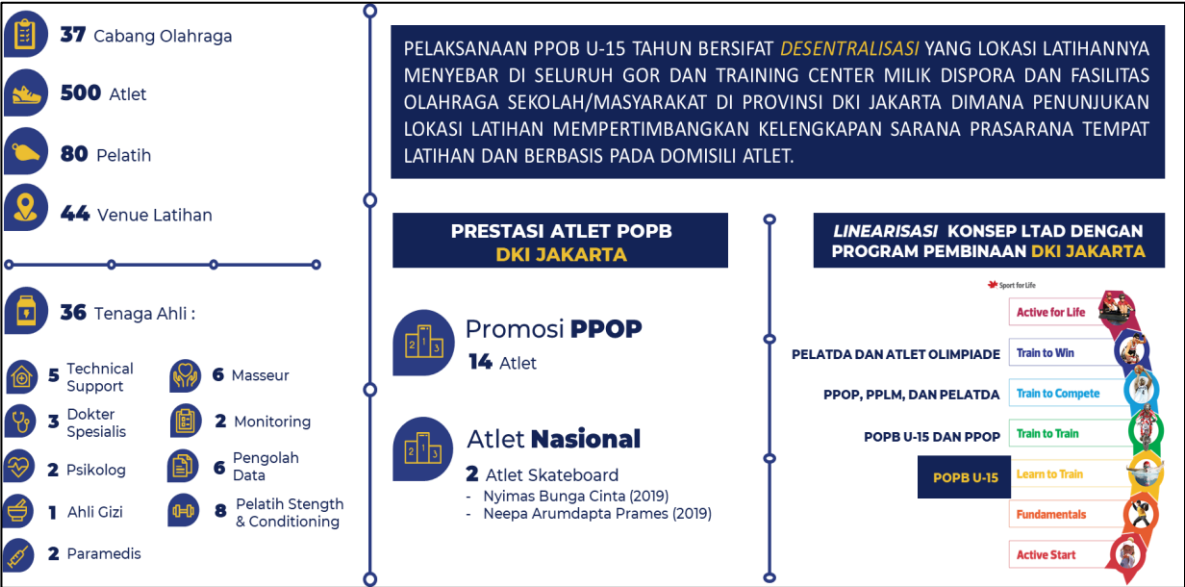 37 Cabang Olahraga
500 Atlet
80 Pelatih
44 Venue Latihan
36 Tenaga Ahli :
5 Technical
Support
6 Masseur
3 Dokter
Spesialis
2 Monitoring
2 Psikolog
6 Pengolah
Data
1 Ahli Gizi
8 Pelatih Stength
& Conditioning
2 Paramedis
PELAKSANAAN PPOB U-15 TAHUN BERSIFAT DESENTRALISASI YANG LOKASI LATIHANNYA
MENYEBAR DI SELURUH GOR DAN TRAINING CENTER MILIK DISPORA DAN FASILITAS
OLAHRAGA SEKOLAH/MASYARAKAT DI PROVINSI DKI JAKARTA DIMANA PENUNJUKAN
LOKASI LATIHAN MEMPERTIMBANGKAN KELENGKAPAN SARANA PRASARANA TEMPAT
LATIHAN DAN BERBASIS PADA DOMISILI ATLET.
PRESTASI ATLET POPB
DKI JAKARTA
Promosi PPOP
14 Atlet
2 1 3
Atlet Nasional
2 Atlet Skateboard
- Nyimas Bunga Cinta (2019)
- Neepa Arumdapta Prames (2019)
2 1 3
LINEARISASI KONSEP LTAD DENGAN
PROGRAM PEMBINAAN DKI JAKARTA
Sport for Life
Active for Life
PELATDA DAN ATLET OLIMPIADE Train to Win
PPOP, PPLM, DAN PELATDA Train to Compete
POPB U-15 DAN PPOP Train to Train
POPB U-15 Learn to Train
Fundamentals
Active Start